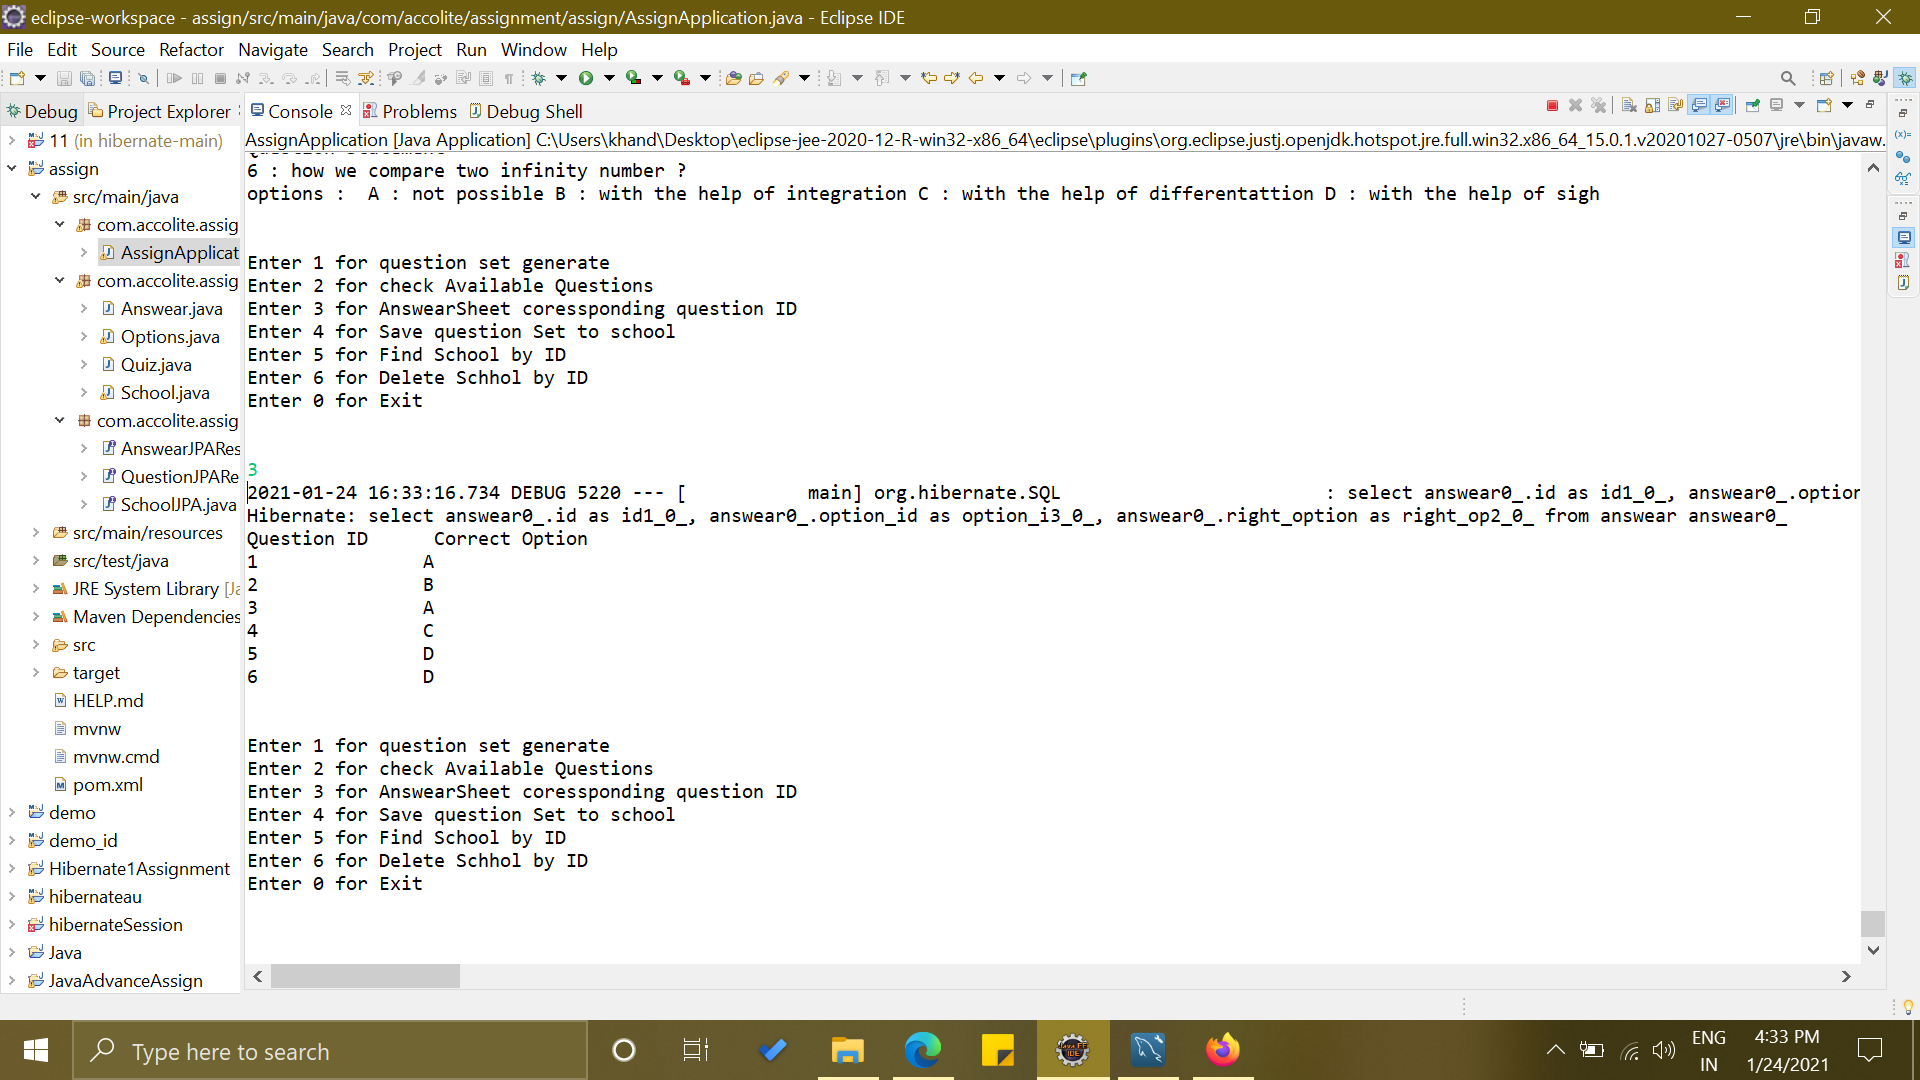 eclipse-workspace - assign/src/main/java/com/accolite/assignment/assign/AssignApplication.java - Eclipse IDE
File Edit Source Refactor Navigate Search Project Run Window Help
Debug Project Explorer
Console Problems Debug Shell
11 (in hibernate-main)
assign
src/main/java
com.accolite.assig
AssignApplicat
com.accolite.assig
Answear.java
Options.java
Quiz.java
School.java
com.accolite.assig
AnswearJPARes
QuestionJPARe
SchoolJPA.java
src/main/resources
src/test/java
JRE System Library [Ja
Maven Dependencies
src
target
HELP.md
mvnw
mvnw.cmd
pom.xml
demo
demo_id
Hibernate1Assignment
hibernateau
hibernateSession
Java
JavaAdvanceAssign
AssignApplication [Java Application] C:\Users\khand\Desktop\eclipse-jee-2020-12-R-win32-x86_64\eclipse\plugins\org.eclipse.justj.openjdk.hotspot.jre.full.win32.x86_64_15.0.1.v20201027-0507\jre\bin\javaw.
6 : how we compare two infinity number ?
options :  A : not possible B : with the help of integration C : with the help of differentattion D : with the help of sigh
Enter 1 for question set generate
Enter 2 for check Available Questions
Enter 3 for AnswearSheet coressponding question ID
Enter 4 for Save question Set to school
Enter 5 for Find School by ID
Enter 6 for Delete Schhol by ID
Enter 0 for Exit
3
2021-01-24 16:33:16.734 DEBUG 5220 --- [           main] org.hibernate.SQL                        : select answear0_.id as id1_0_, answear0_.option
Hibernate: select answear0_.id as id1_0_, answear0_.option_id as option_i3_0_, answear0_.right_option as right_op2_0_ from answear answear0_
Question ID      Correct Option
1               A
2               B
3               A
4               C
5               D
6               D
Enter 1 for question set generate
Enter 2 for check Available Questions
Enter 3 for AnswearSheet coressponding question ID
Enter 4 for Save question Set to school
Enter 5 for Find School by ID
Enter 6 for Delete Schhol by ID
Enter 0 for Exit
Type here to search
ENG
IN
4:33 PM
1/24/2021